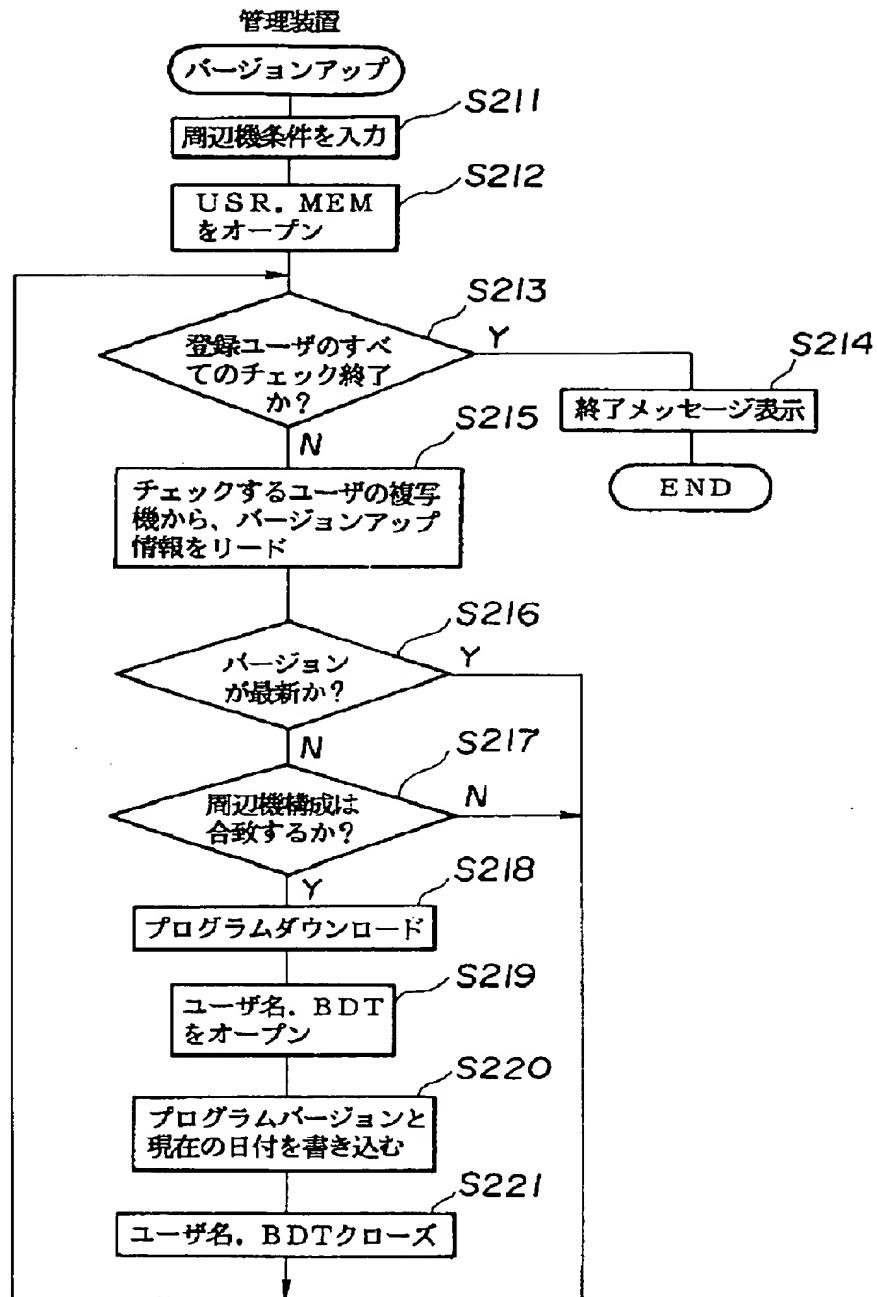 管理装置
バージョンアップ
S211
周辺機条件を入力
S212
USR.MEM
をオープン
S213
登録ユーザのすべ
てのチェック終了
か?
Y
N
S214
終了メッセージ表示
END
S215
チェックするユーザの複写
機から、バージョンアップ
情報をリード
S216
バージョン
が最新か?
Y
N
S217
周辺機構成は
合致するか?
N
Y
S218
プログラムダウンロード
S219
ユーザ名.BDT
をオープン
S220
プログラムバージョンと
現在の日付を書き込む
S221
ユーザ名.BDTクローズ